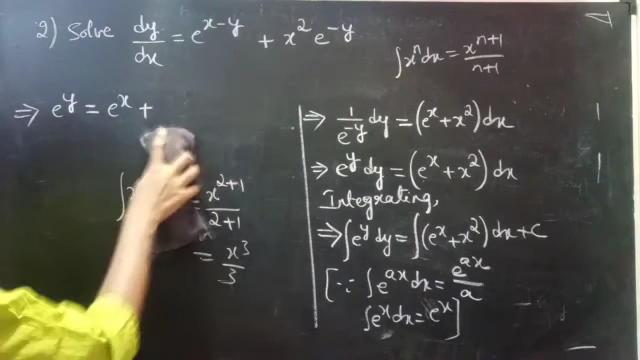 2) Solve dy/dx = e^(x-y) + x^2 e^(-y)
∫x^n dx = x^(n+1)/(n+1)
⇒ e^y = e^x +
= x^(2+1)/(2+1)
= x^3/3
⇒ 1/e^(-y) dy = (e^x + x^2) dx
⇒ e^y dy = (e^x + x^2) dx
Integrating,
⇒ ∫e^y dy = ∫(e^x + x^2) dx + C
[∵ ∫e^(ax) dx = e^(ax)/a
∫e^x dx = e^x]